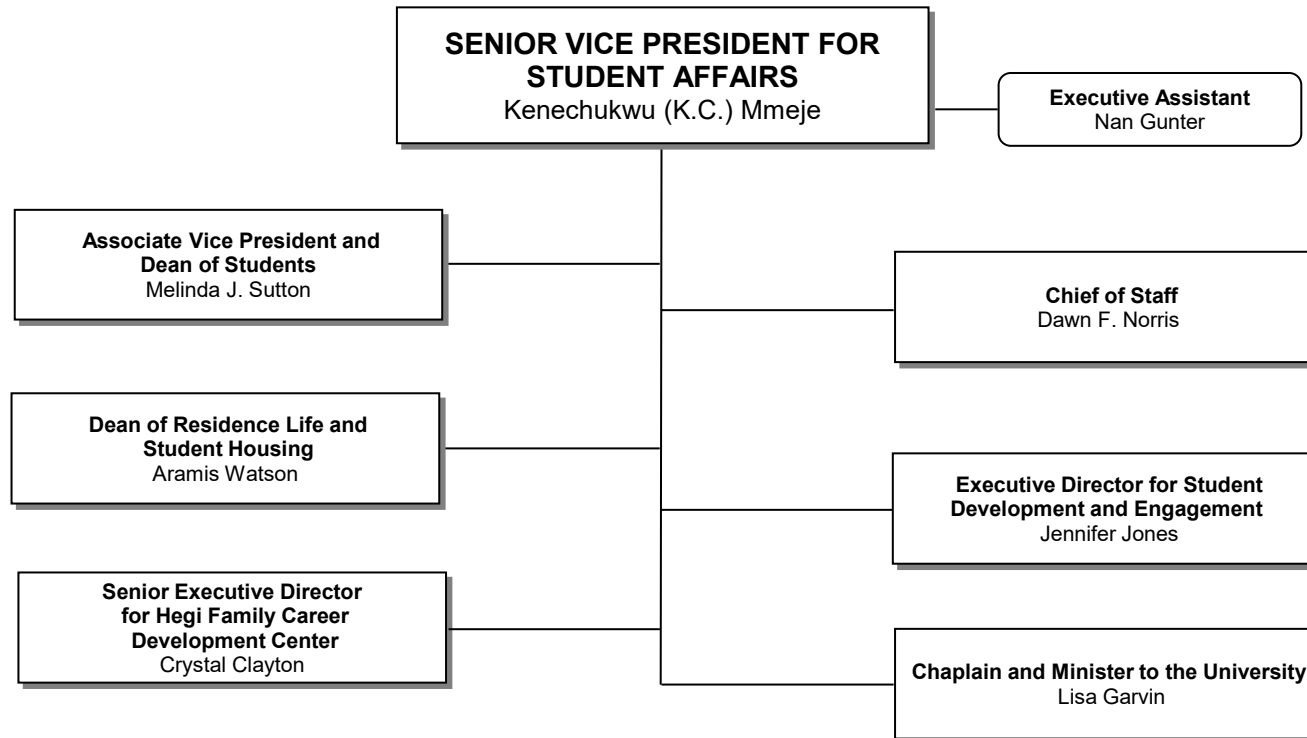 SENIOR VICE PRESIDENT FOR
STUDENT AFFAIRS
Kenechukwu (K.C.) Mmeje
Executive Assistant
Nan Gunter
Associate Vice President and
Dean of Students
Melinda J. Sutton
Chief of Staff
Dawn F. Norris
Dean of Residence Life and
Student Housing
Aramis Watson
Executive Director for Student
Development and Engagement
Jennifer Jones
Senior Executive Director
for Hegi Family Career
Development Center
Crystal Clayton
Chaplain and Minister to the University
Lisa Garvin